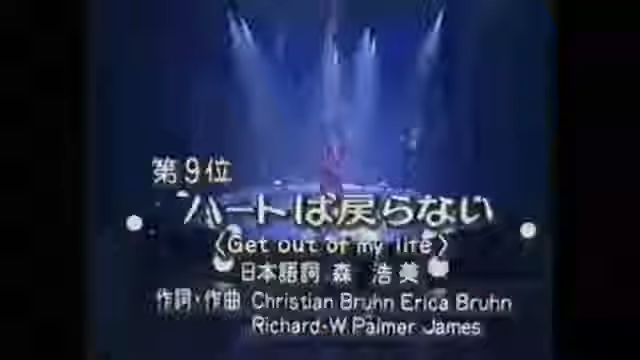 第9位
ハートは戻らない
〈Get out of my life〉
日本語詞 森 浩美
作詞・作曲 Christian Bruhn Erica Bruhn
Richard-W.Palmer James